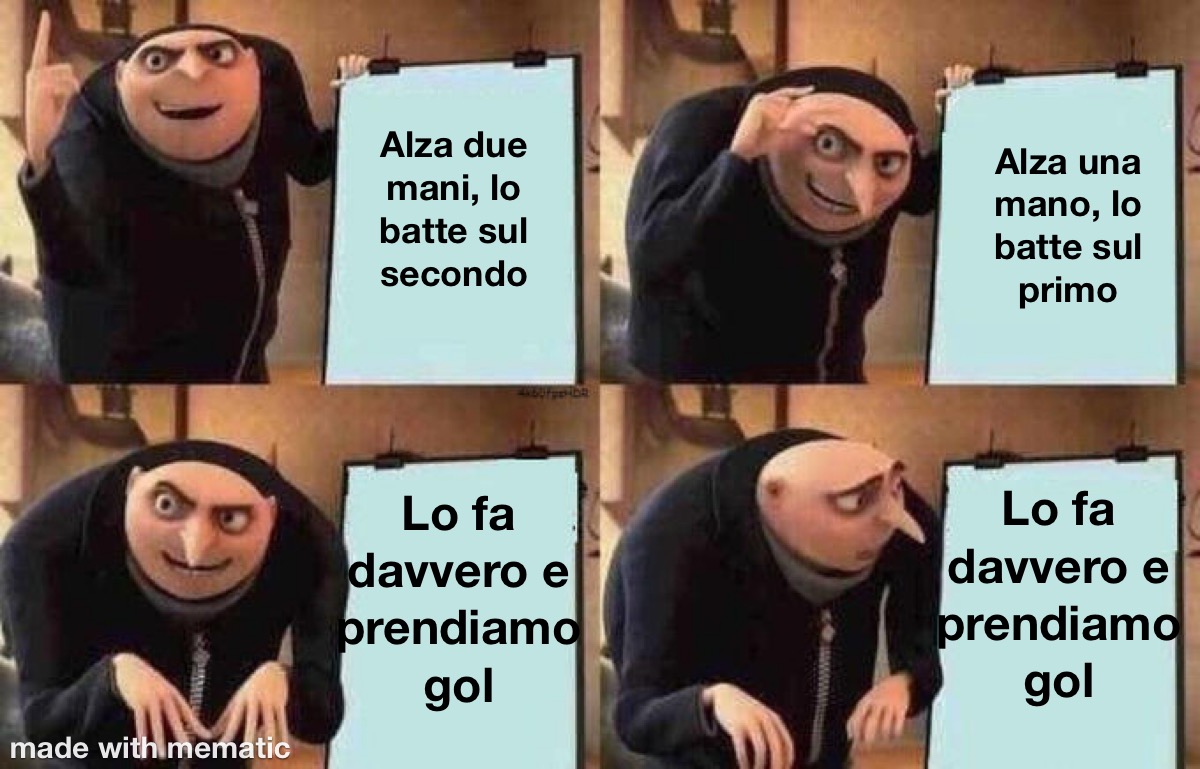 Alza due
mani, lo
batte sul
secondo
Alza una
mano, lo
batte sul
primo
Lo fa
davvero e
prendiamo
gol
Lo fa
davvero e
prendiamo
gol
made with mematic